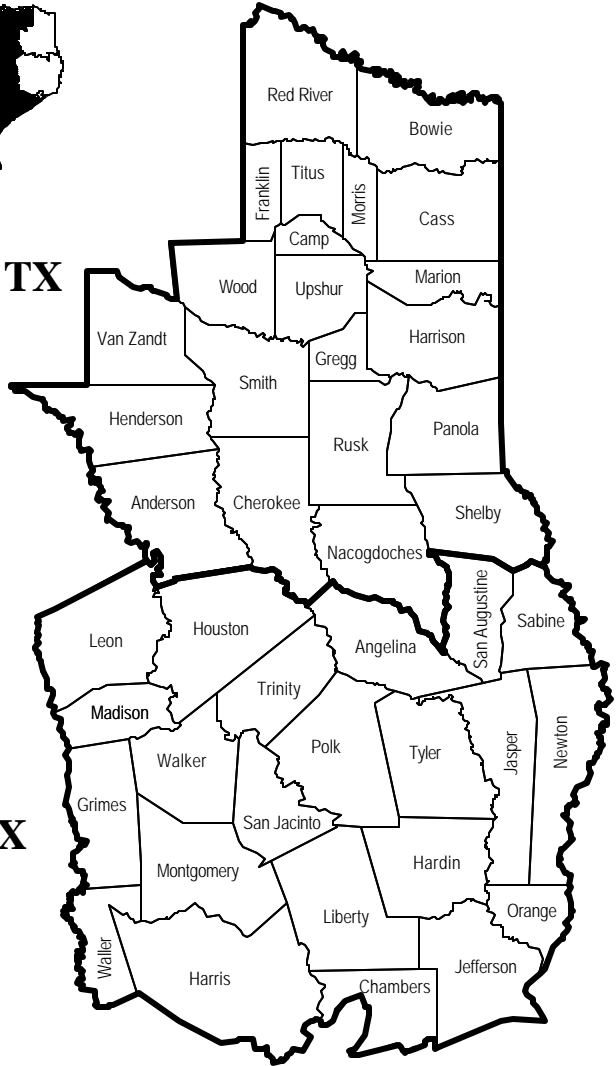 Red River
Bowie
Franklin
Titus
Morris
Cass
Camp
TX
Wood
Upshur
Marion
Van Zandt
Smith
Gregg
Harrison
Henderson
Rusk
Panola
Anderson
Cherokee
Shelby
Nacogdoches
Leon
Houston
Angelina
San Augustine
Sabine
Madison
Trinity
Walker
Polk
Tyler
Jasper
Newton
Grimes
X
San Jacinto
Montgomery
Hardin
Liberty
Orange
Waller
Harris
Chambers
Jefferson